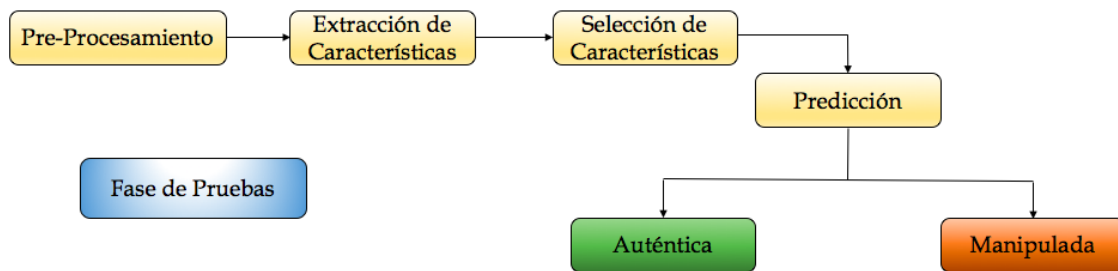 Pre-Procesamiento
Extracción de
Características
Selección de
Características
Predicción
Fase de Pruebas
Auténtica
Manipulada